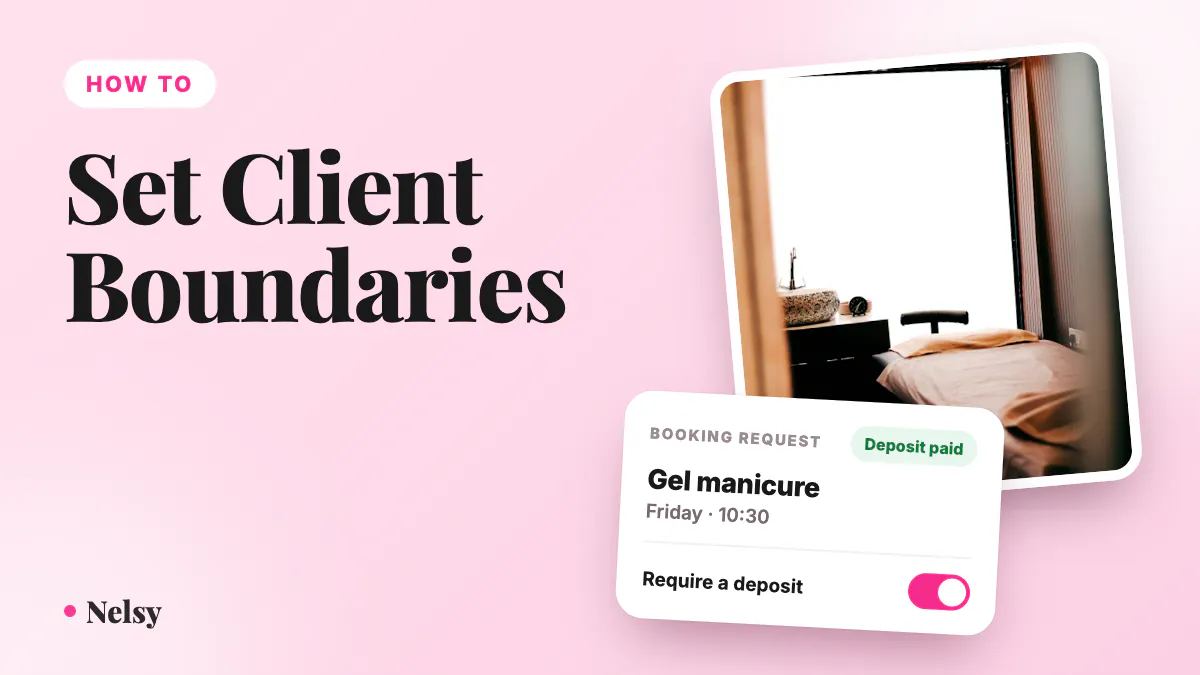 HOW TO
Set Client
Boundaries
BOOKING REQUEST
Deposit paid
Gel manicure
Friday · 10:30
Require a deposit
Nelsy